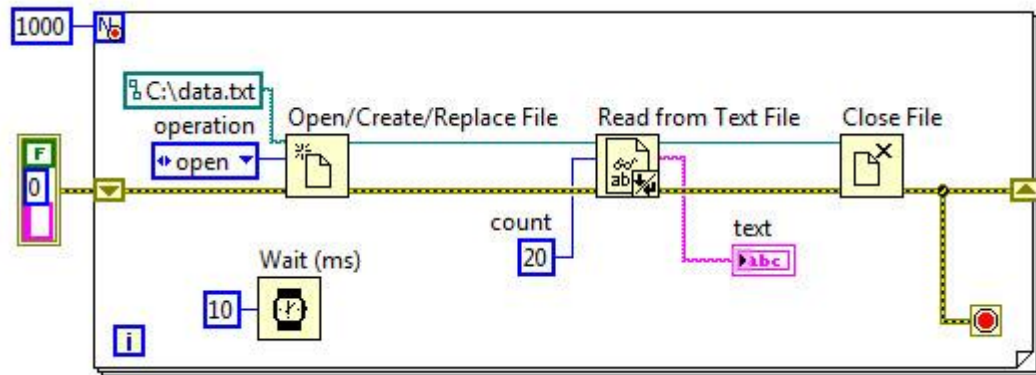 1000
N
C:\data.txt
operation
open
Open/Create/Replace File
Read from Text File
Close File
F
0
ab
count
20
text
abc
Wait (ms)
10
i